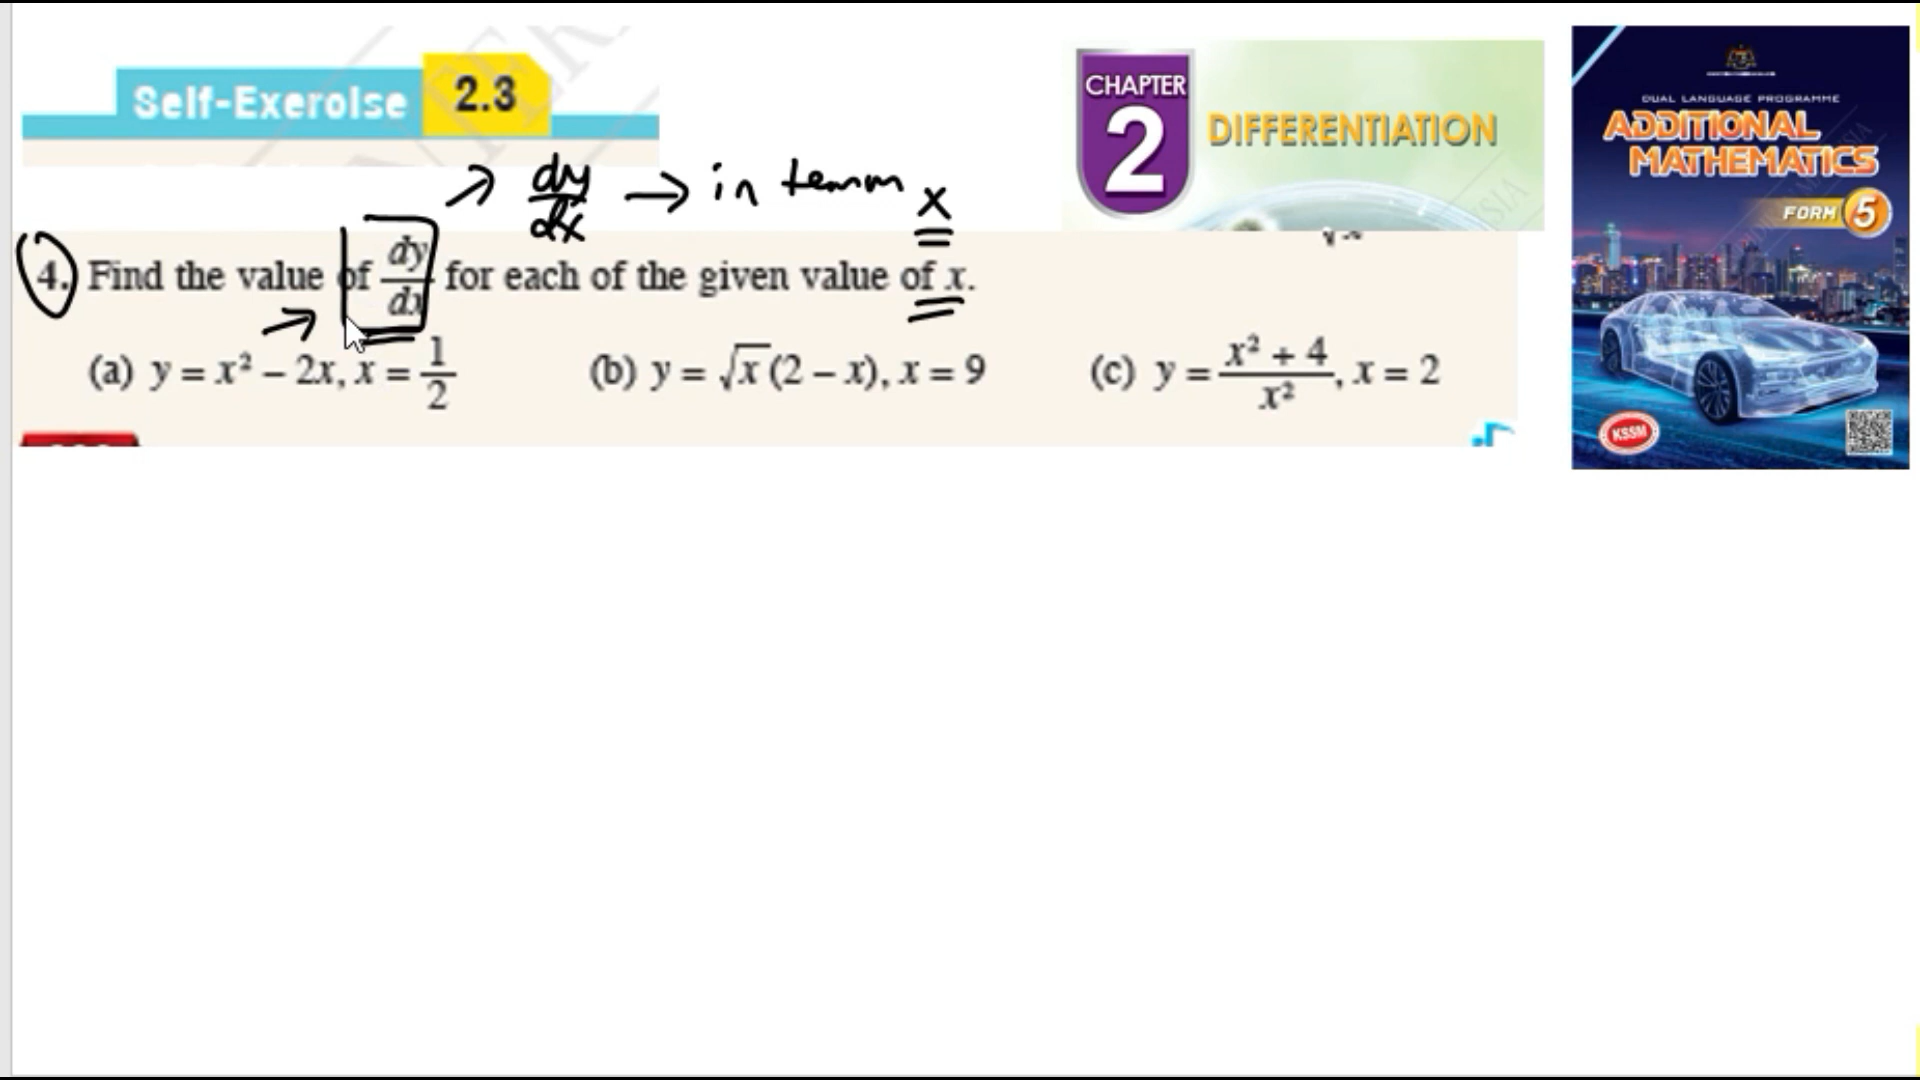 Self-Exercise 2.3
CHAPTER 2 DIFFERENTIATION
DUAL LANGUAGE PROGRAMME
ADDITIONAL
MATHEMATICS
FORM 5
KSSM
→ dy/dx → in term x
4. Find the value of dy/dx for each of the given value of x.
(a) y = x² – 2x, x = 1/2
(b) y = √x(2 – x), x = 9
(c) y = (x² + 4)/x², x = 2